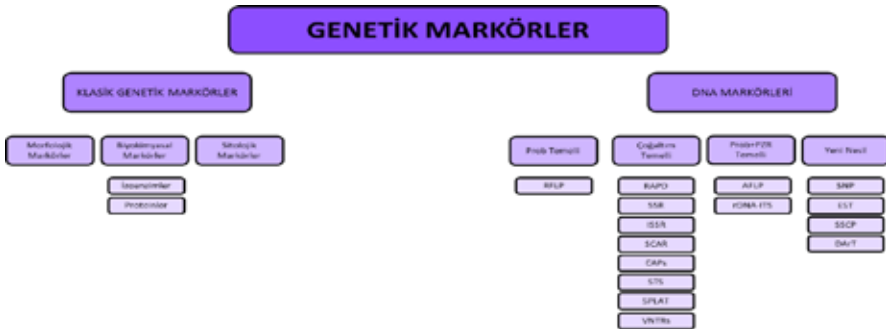 GENETİK MARKÖRLER
KLASİK GENETİK MARKÖRLER
DNA MARKÖRLERİ
Morfolojik
Markörler
Biyokimyasal
Markörler
Sitolojik
Markörler
Prob Temelli
Çoğaltım
Temelli
Prob+PZR
Temelli
Yeni Nesil
İzoenzimler
Proteinler
RFLP
RAPD
SSR
ISSR
SCAR
CAPs
STS
SPLAT
VNTRs
AFLP
rDNA-ITS
SNP
EST
SSCP
DArT